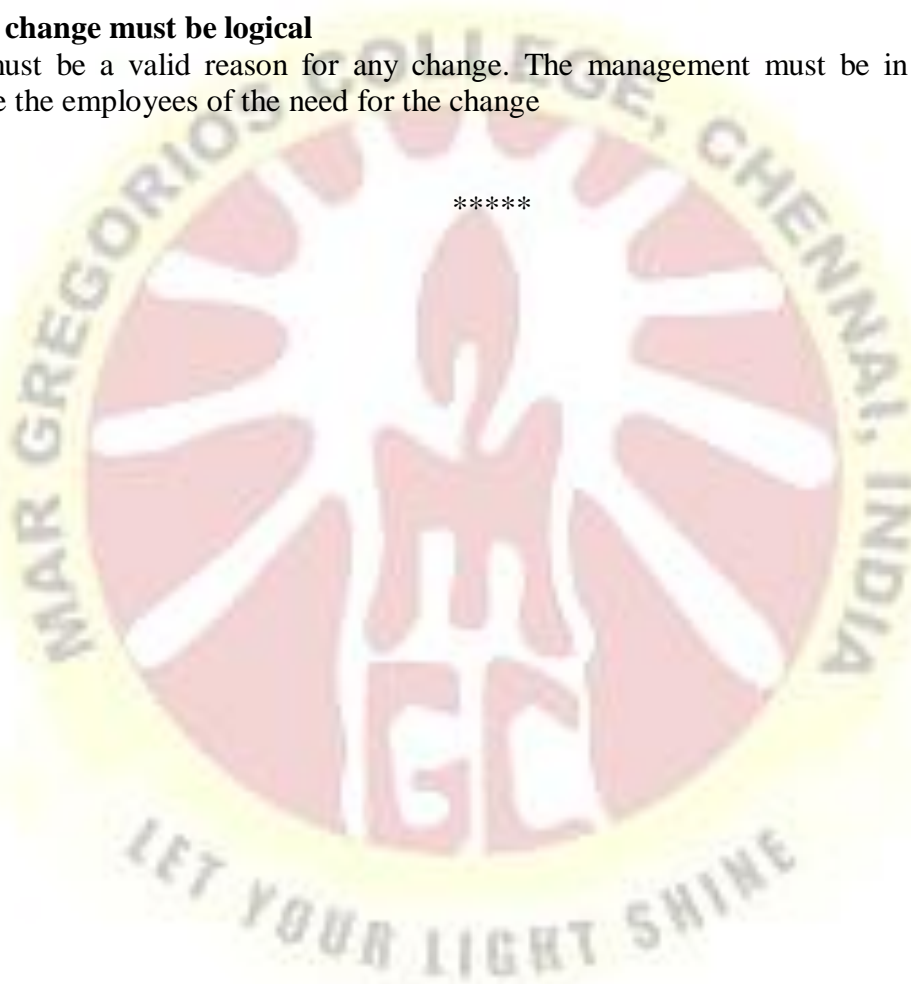 change must be logical
must be a valid reason for any change. The management must be in
the employees of the need for the change
*****
MAR GREGORIOS COLLEGE, CHENNAI, INDIA
MGC
LET YOUR LIGHT SHINE